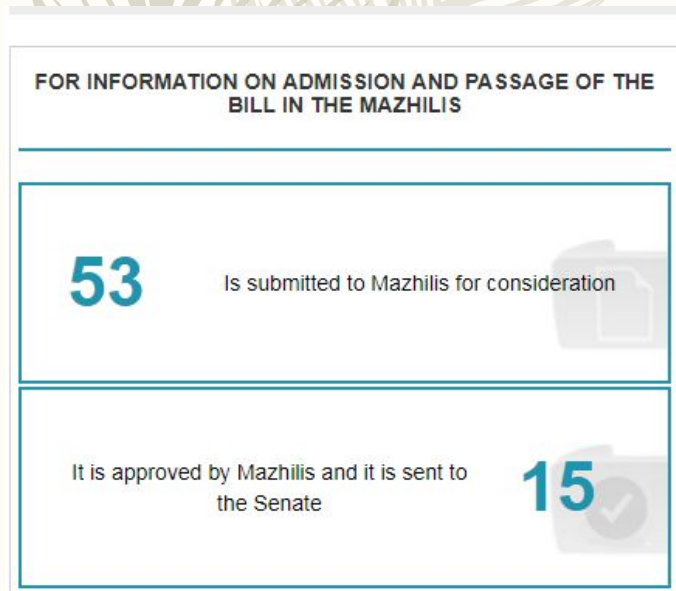 FOR INFORMATION ON ADMISSION AND PASSAGE OF THE
BILL IN THE MAZHILIS
53
Is submitted to Mazhilis for consideration
It is approved by Mazhilis and it is sent to
the Senate
15